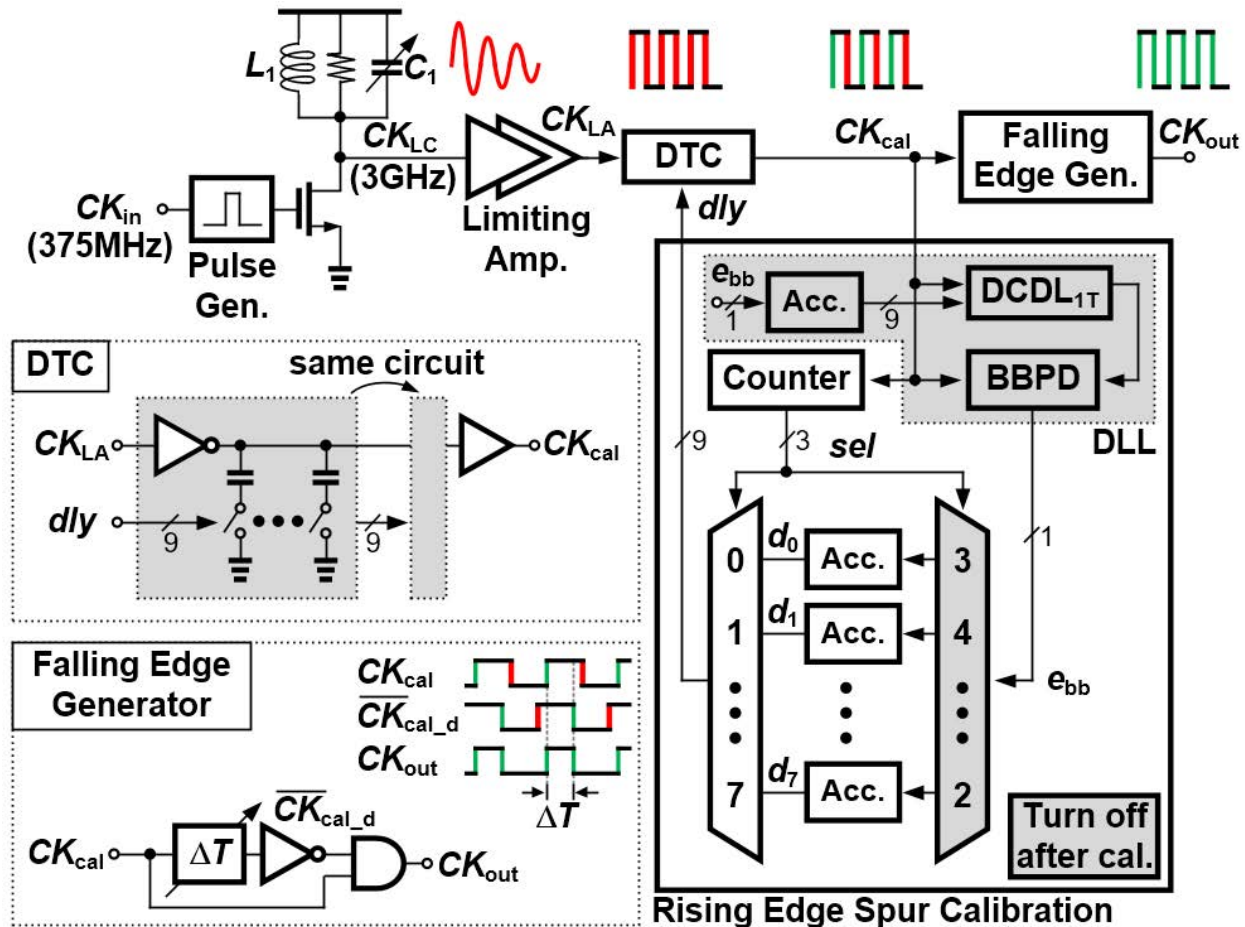 L1
C1
CKLC
(3GHz)
CKLA
DTC
CKcal
Falling
Edge Gen.
CKout
CKin
(375MHz)
Pulse
Gen.
Limiting
Amp.
dly
ebb
1
Acc.
9
DCDL1T
Counter
BBPD
DLL
9
3
sel
1
0
d0
Acc.
3
1
d1
Acc.
4
7
d7
Acc.
2
ebb
Turn off
after cal.
Rising Edge Spur Calibration
DTC
same circuit
CKLA
CKcal
dly
9
9
Falling Edge
Generator
CKcal
CKcal_d
CKout
ΔT
CKcal
ΔT
CKcal_d
CKout